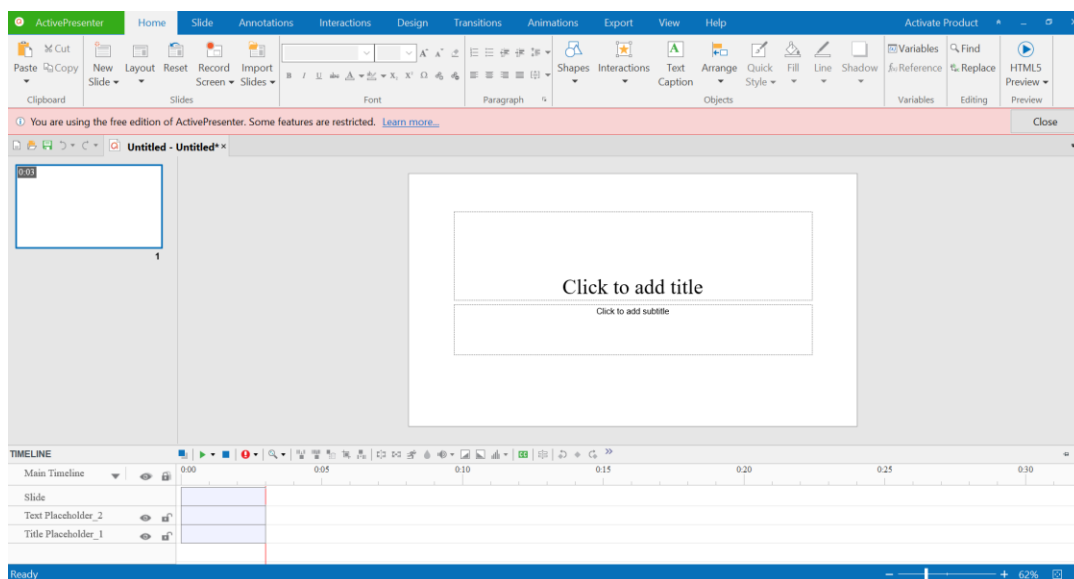 ActivePresenter Home Slide Annotations Interactions Design Transitions Animations Export View Help Activate Product
Cut
Copy
Paste
Clipboard
New Slide
Layout
Reset
Record Screen
Import Slides
Slides
Font
Paragraph
Shapes
Interactions
Text Caption
Arrange
Quick Style
Fill
Line
Shadow
Objects
Variables
Reference
Variables
Find
Replace
Editing
HTML5 Preview
Preview
You are using the free edition of ActivePresenter. Some features are restricted. Learn more...
Close
Untitled - Untitled*
0:03
1
Click to add title
Click to add subtitle
TIMELINE
Main Timeline
0:00 0:05 0:10 0:15 0:20 0:25 0:30
Slide
Text Placeholder_2
Title Placeholder_1
Ready
62%